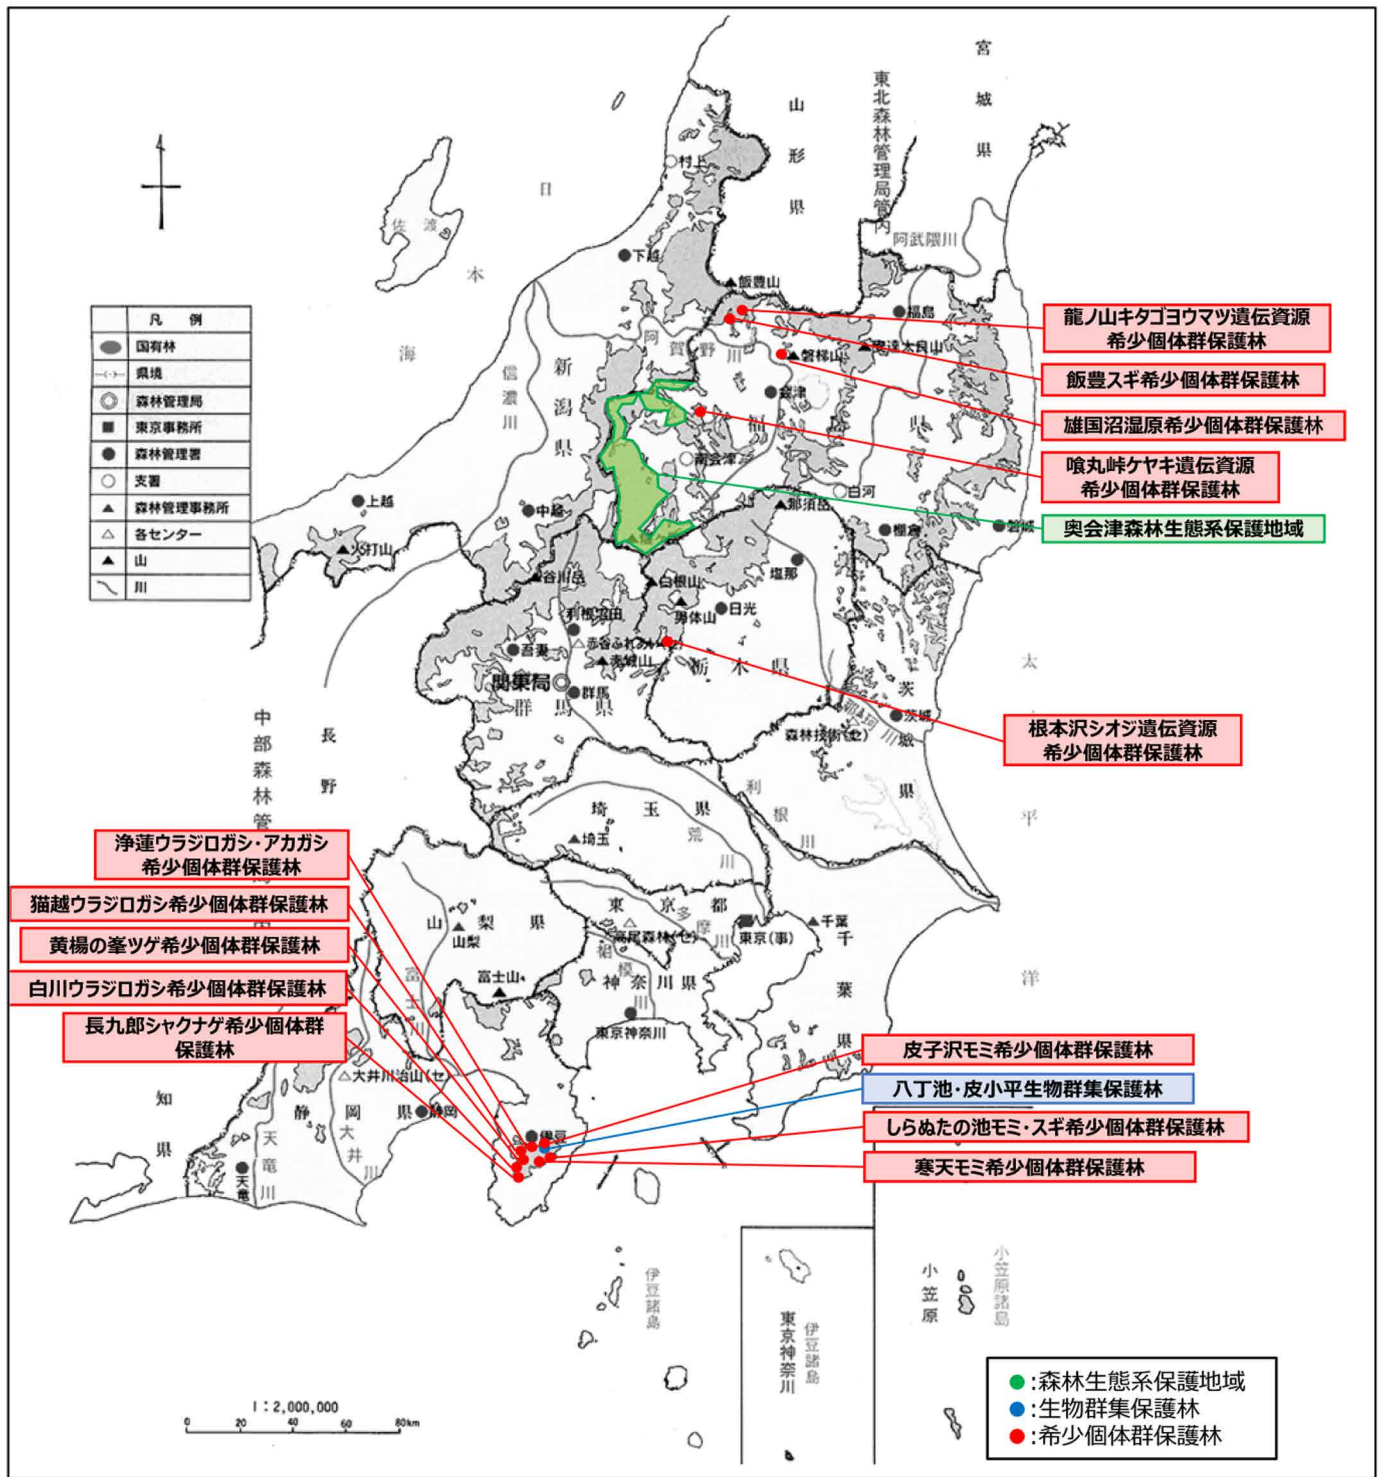 宮城県
東北森林管理局管内
山形県
村上
日
本
海
佐渡
阿武隈川
下越
飯豊山
福島
龍ノ山キタゴヨウマツ遺伝資源
希少個体群保護林
飯豊スギ希少個体群保護林
雄国沼湿原希少個体群保護林
喰丸峠ケヤキ遺伝資源
希少個体群保護林
奥会津森林生態系保護地域
凡 例
国有林
県境
森林管理局
東京事務所
森林管理署
支署
森林管理事務所
各センター
山
川
阿賀野川
磐梯山
安達太良山
信濃川
新潟県
会津
福
県
南会津
白河
上越
中越
那須岳
棚倉
磐城
火打山
谷川岳
白根山
塩那
男体山
日光
利根沼田
赤谷ふれあい(セ)
吾妻
赤城山
栃木県
関東局
群馬
群馬県
茨城県
那珂川
茨城
森林技術(セ)
太
平
洋
根本沢シオジ遺伝資源
希少個体群保護林
中部森林管
長野
利根川
埼玉県
荒川
埼玉
浄蓮ウラジロガシ・アカガシ
希少個体群保護林
猫越ウラジロガシ希少個体群保護林
黄楊の峯ツゲ希少個体群保護林
白川ウラジロガシ希少個体群保護林
長九郎シャクナゲ希少個体群
保護林
山梨県
山梨
東京都
多摩川
高尾森林(セ)
東京(事)
千葉
千葉県
富士山
富士川
相模川
神奈川県
東京神奈川
大井川治山(セ)
静岡県
静岡
大井川
知県
天竜川
天竜
伊豆
皮子沢モミ希少個体群保護林
八丁池・皮小平生物群集保護林
しらぬたの池モミ・スギ希少個体群保護林
寒天モミ希少個体群保護林
伊豆諸島
東京神奈川
伊豆諸島
小笠原
小笠原諸島
1:2,000,000
0 20 40 60 80km
:森林生態系保護地域
:生物群集保護林
:希少個体群保護林